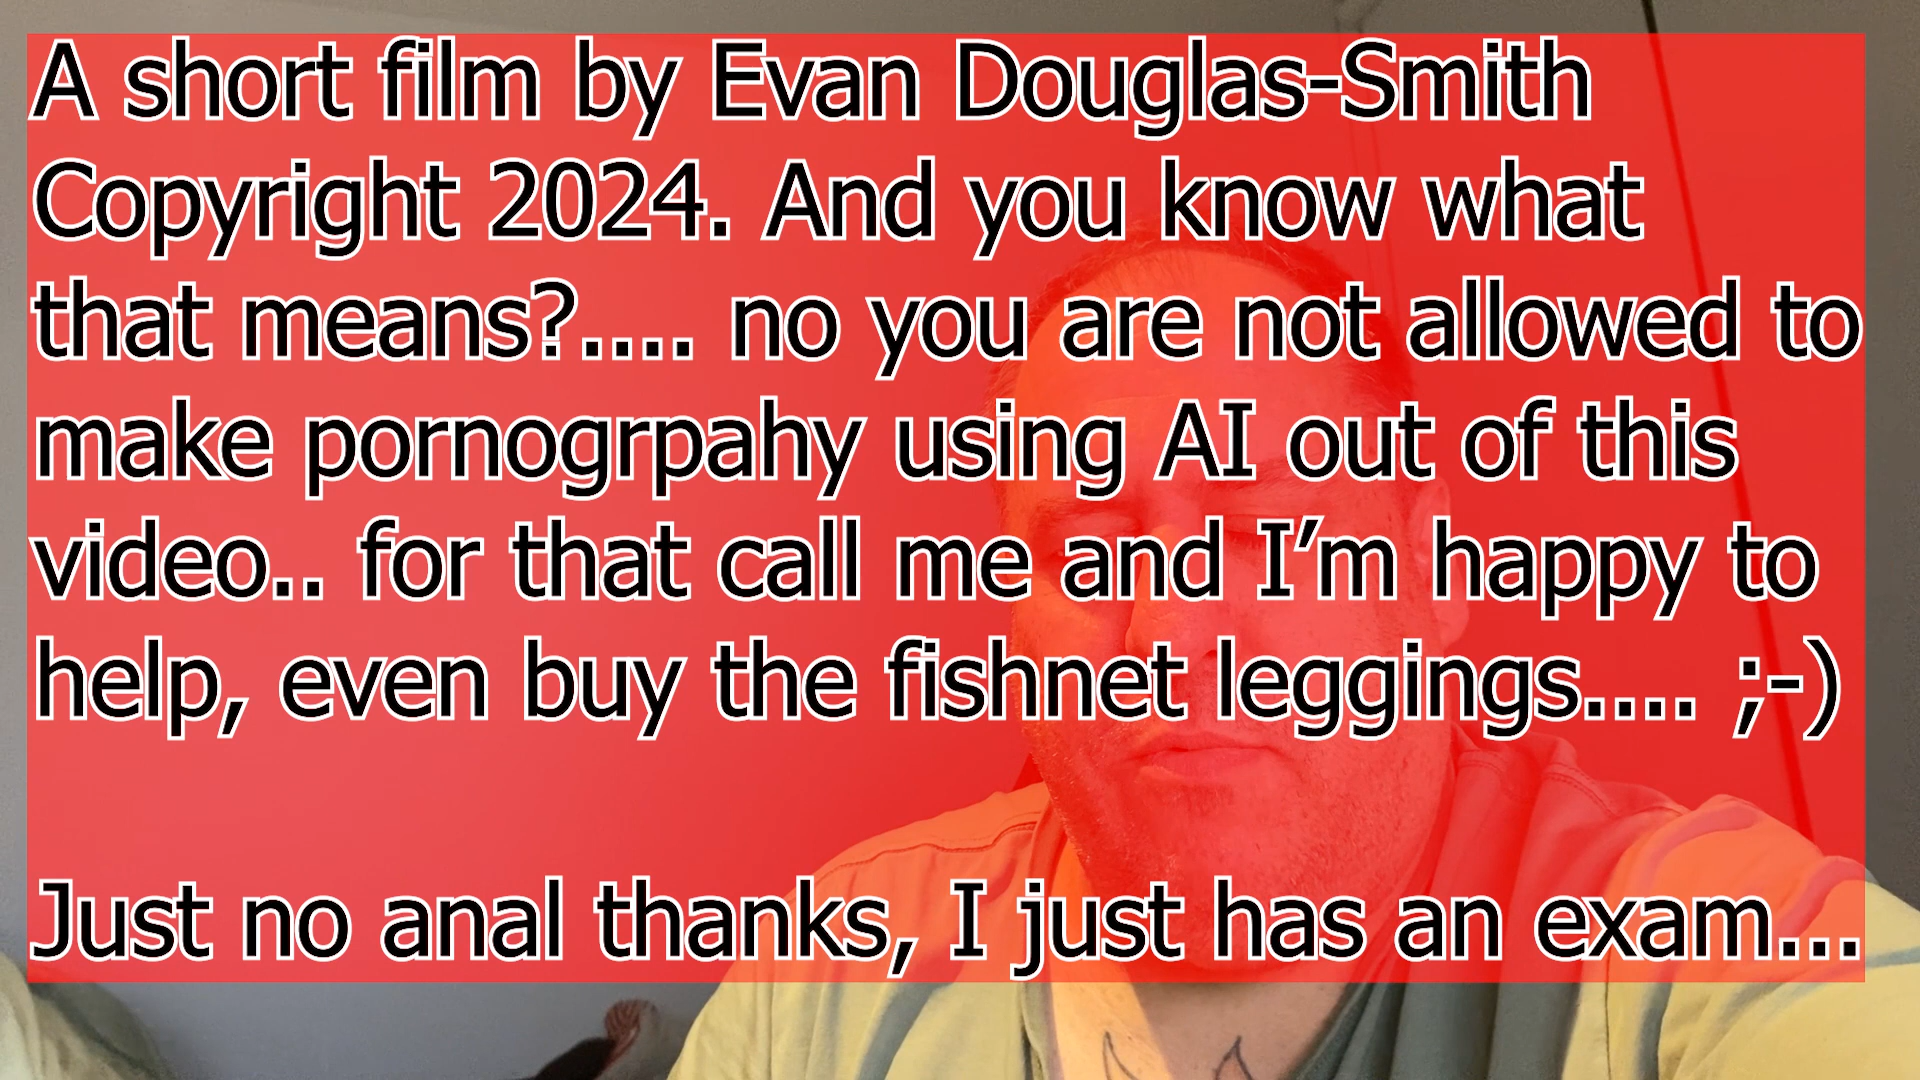 A short film by Evan Douglas-Smith
Copyright 2024. And you know what
that means?.... no you are not allowed to
make pornogrpahy using AI out of this
video.. for that call me and I’m happy to
help, even buy the fishnet leggings.... ;-)
Just no anal thanks, I just has an exam...